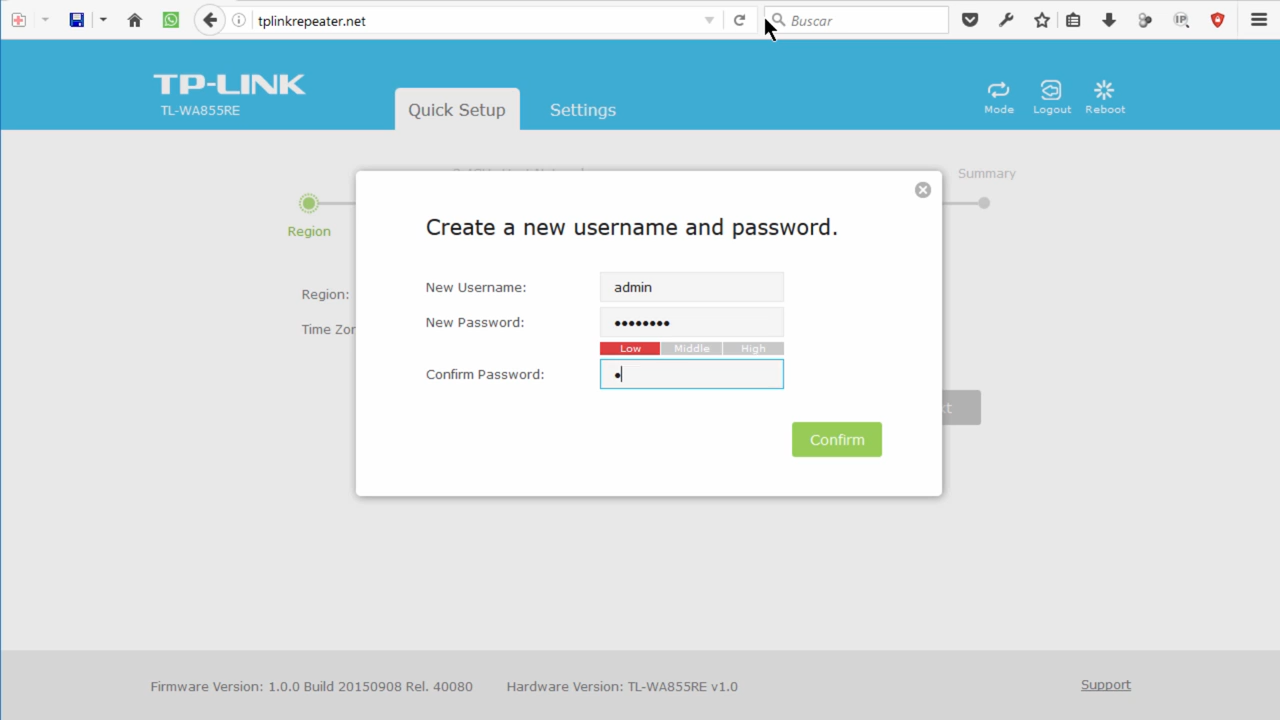 tplinkrepeater.net
Buscar
IP
TP-LINK
TL-WA855RE
Quick Setup
Settings
Mode
Logout
Reboot
Summary
Region
Create a new username and password.
Region:
New Username:
admin
New Password:
••••••••
Low
Middle
High
Confirm Password:
•
Confirm
Firmware Version: 1.0.0 Build 20150908 Rel. 40080
Hardware Version: TL-WA855RE v1.0
Support